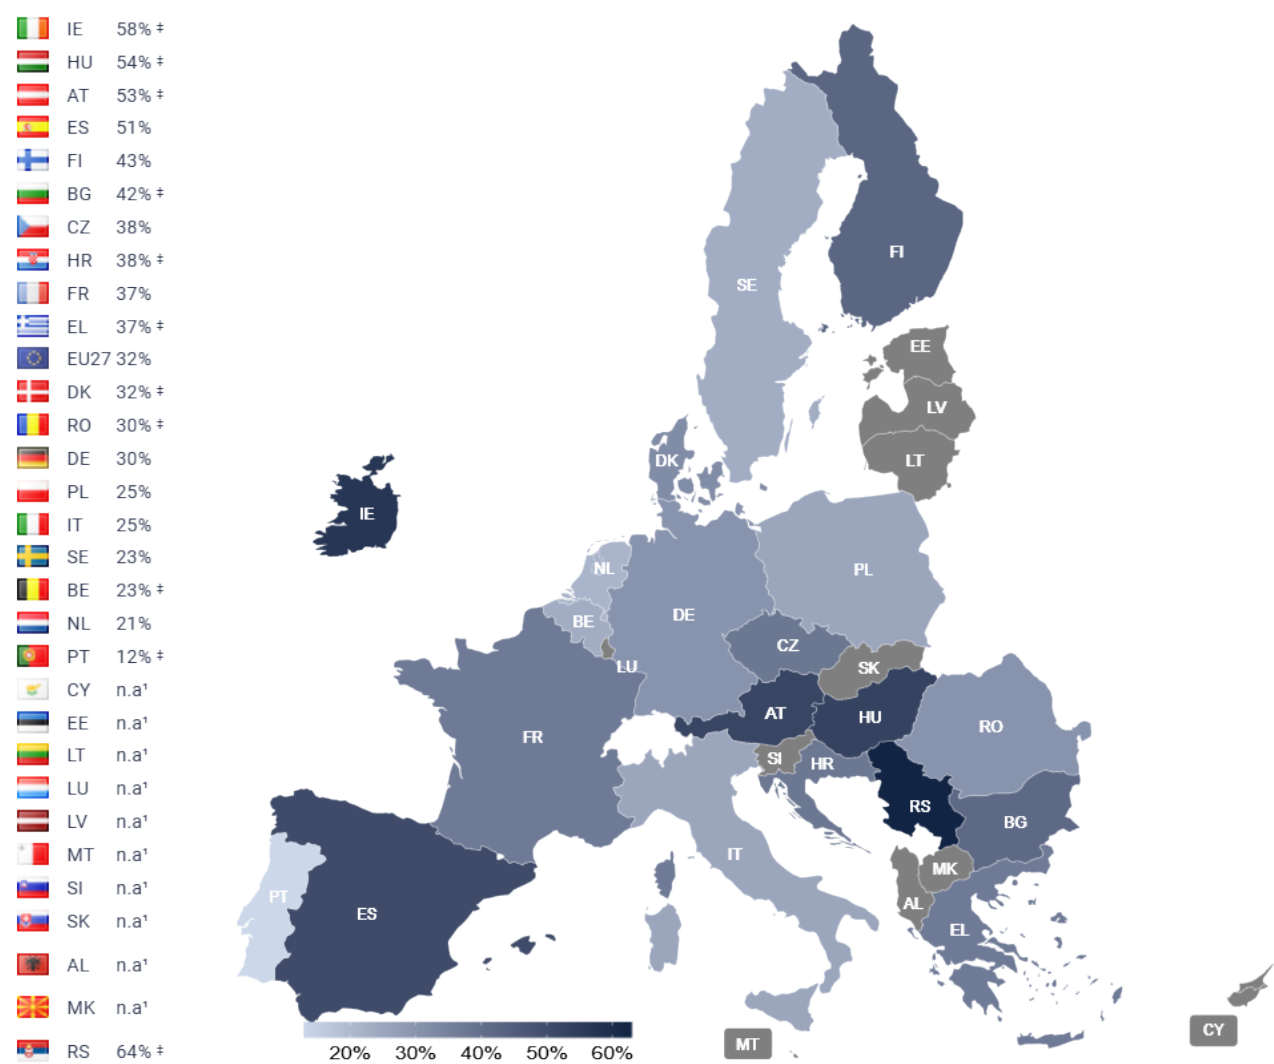 IE 58% ‡
HU 54% ‡
AT 53% ‡
ES 51%
FI 43%
BG 42% ‡
CZ 38%
HR 38% ‡
FR 37%
EL 37% ‡
EU27 32%
DK 32% ‡
RO 30% ‡
DE 30%
PL 25%
IT 25%
SE 23%
BE 23% ‡
NL 21%
PT 12% ‡
CY n.a¹
EE n.a¹
LT n.a¹
LU n.a¹
LV n.a¹
MT n.a¹
SI n.a¹
SK n.a¹
AL n.a¹
MK n.a¹
RS 64% ‡
FI
SE
EE
LV
DK
LT
IE
NL
PL
BE
DE
CZ
LU
SK
AT
HU
FR
RO
SI
HR
RS
BG
IT
MK
PT
AL
ES
EL
MT
CY
20% 30% 40% 50% 60%